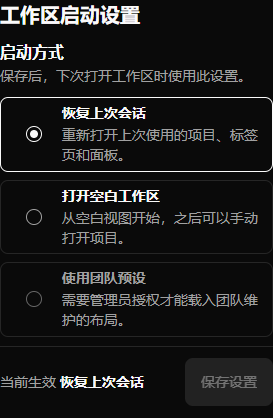 工作区启动设置
启动方式
保存后，下次打开工作区时使用此设置。
恢复上次会话
重新打开上次使用的项目、标签
页和面板。
打开空白工作区
从空白视图开始，之后可以手动
打开项目。
使用团队预设
需要管理员授权才能载入团队维
护的布局。
当前生效 恢复上次会话
保存设置